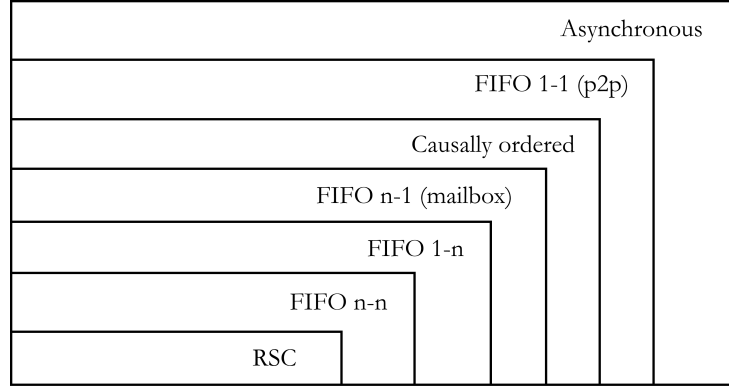 Asynchronous
FIFO 1-1 (p2p)
Causally ordered
FIFO n-1 (mailbox)
FIFO 1-n
FIFO n-n
RSC